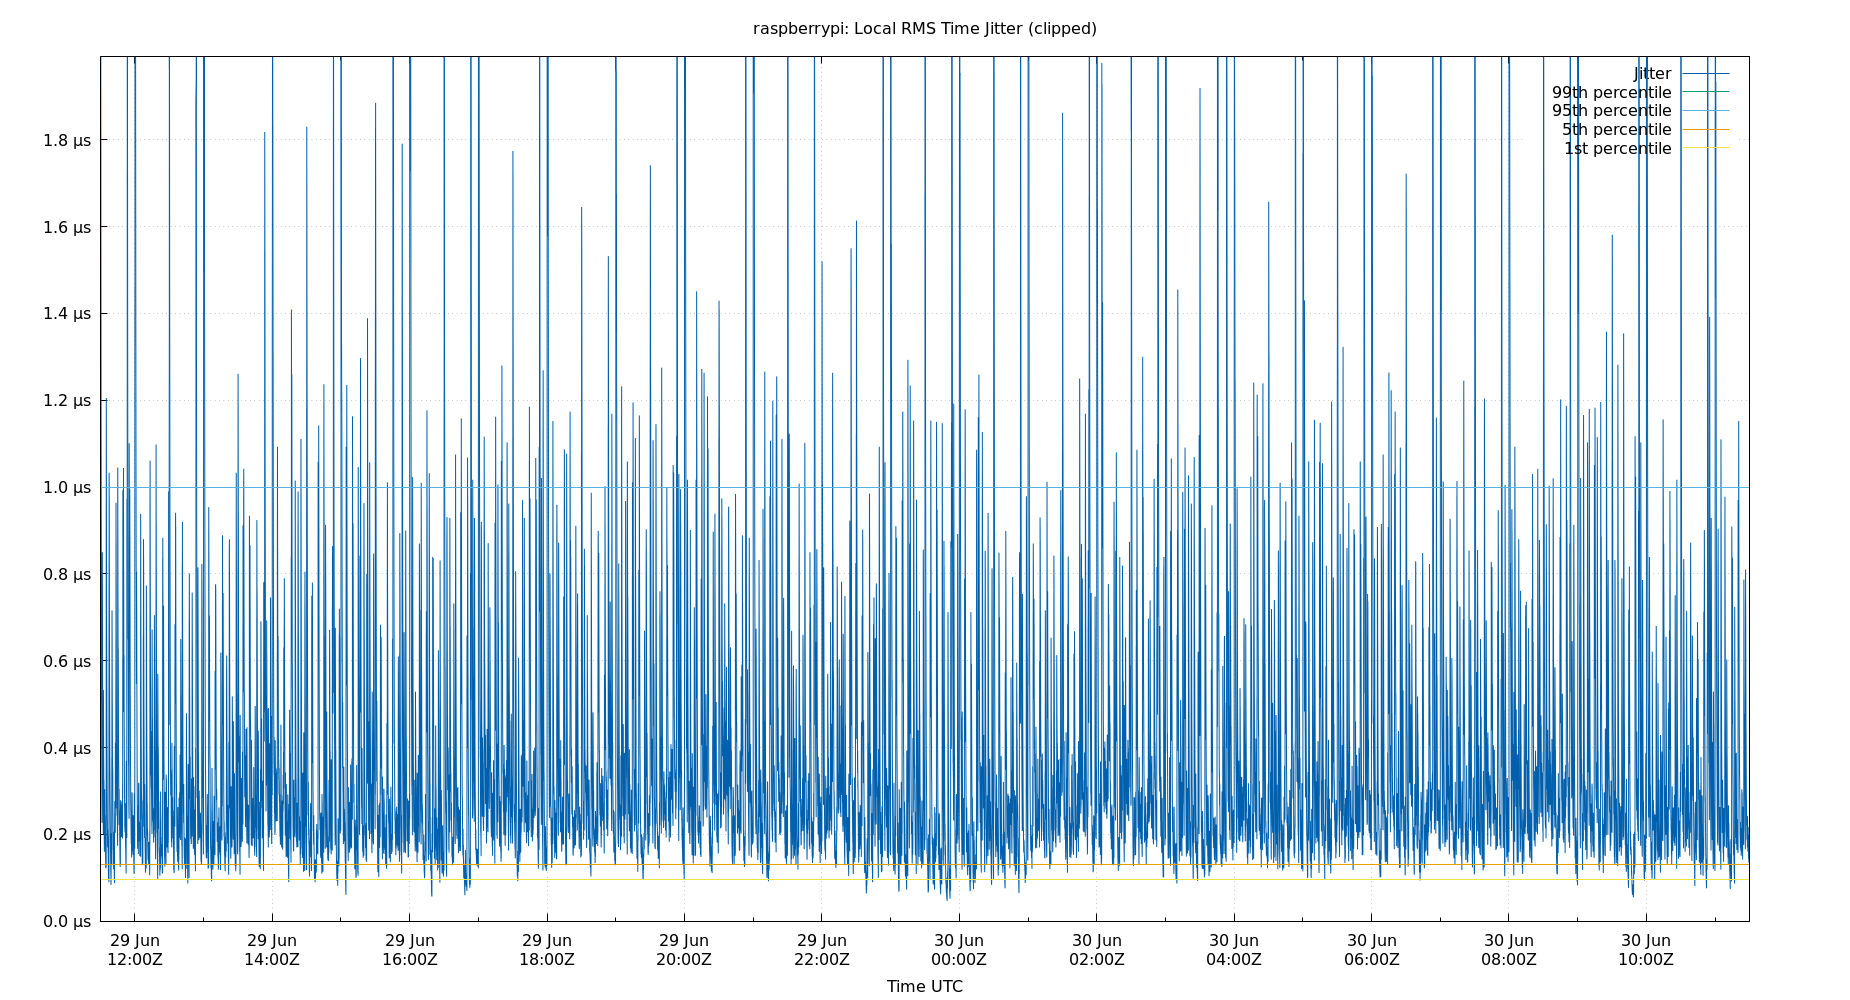 raspberrypi: Local RMS Time Jitter (clipped)
Jitter
99th percentile
95th percentile
5th percentile
1st percentile
1.8 µs
1.6 µs
1.4 µs
1.2 µs
1.0 µs
0.8 µs
0.6 µs
0.4 µs
0.2 µs
0.0 µs
29 Jun 29 Jun 29 Jun 29 Jun 29 Jun 29 Jun 30 Jun 30 Jun 30 Jun 30 Jun 30 Jun 30 Jun
12:00Z 14:00Z 16:00Z 18:00Z 20:00Z 22:00Z 00:00Z 02:00Z 04:00Z 06:00Z 08:00Z 10:00Z
Time UTC